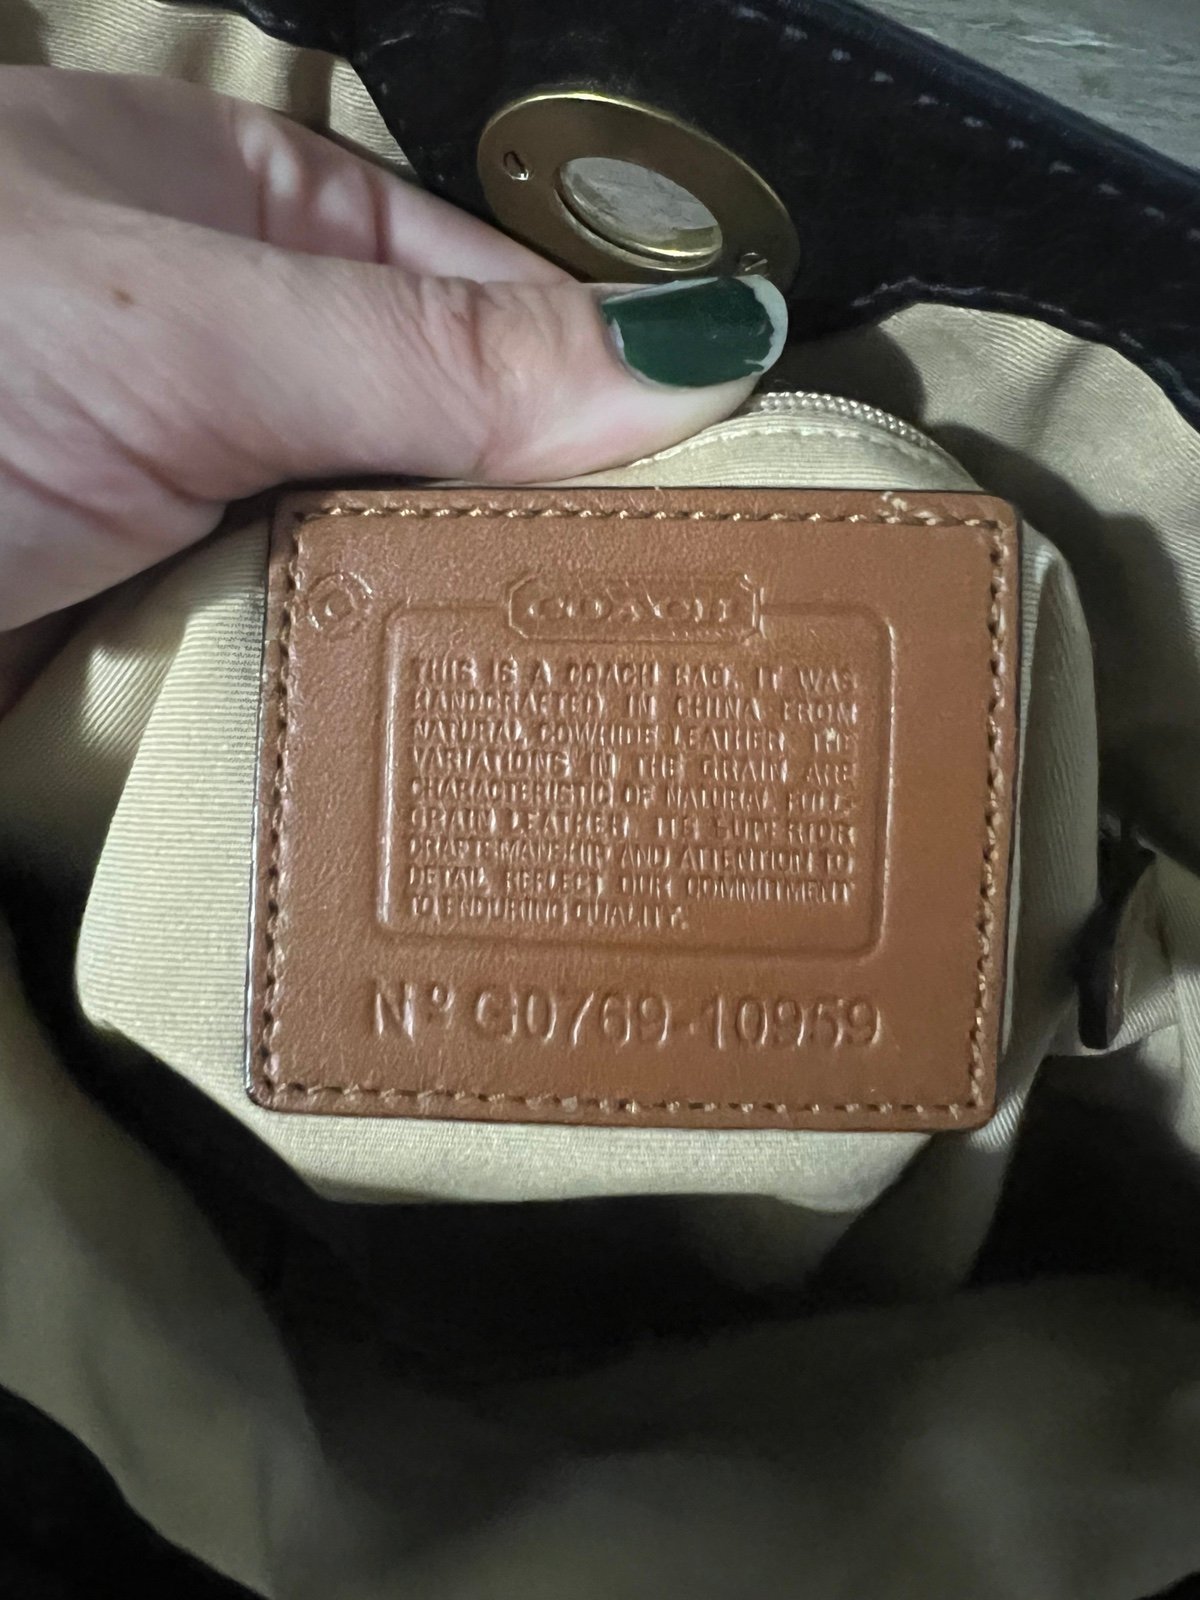 COACH
THIS IS A COACH BAG. IT WAS
HANDCRAFTED IN CHINA FROM
NATURAL COWHIDE LEATHER. THE
VARIATIONS IN THE GRAIN ARE
CHARACTERISTIC OF NATURAL FULL
GRAIN LEATHER. ITS SUPERIOR
CRAFTSMANSHIP AND ATTENTION TO
DETAIL REFLECT OUR COMMITMENT
TO ENDURING QUALITY.
Nº G0769-10959